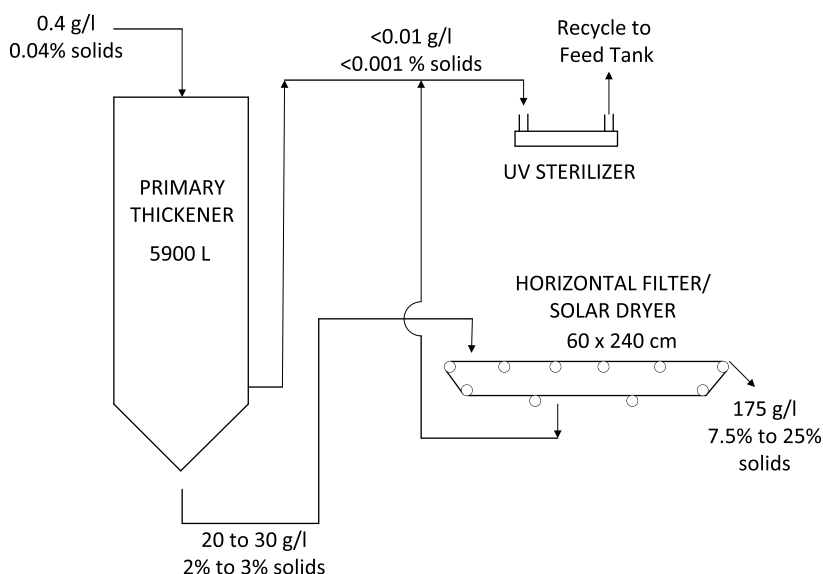 0.4 g/l
0.04% solids
<0.01 g/l
<0.001 % solids
Recycle to
Feed Tank
UV STERILIZER
PRIMARY
THICKENER
5900 L
HORIZONTAL FILTER/
SOLAR DRYER
60 x 240 cm
175 g/l
7.5% to 25%
solids
20 to 30 g/l
2% to 3% solids